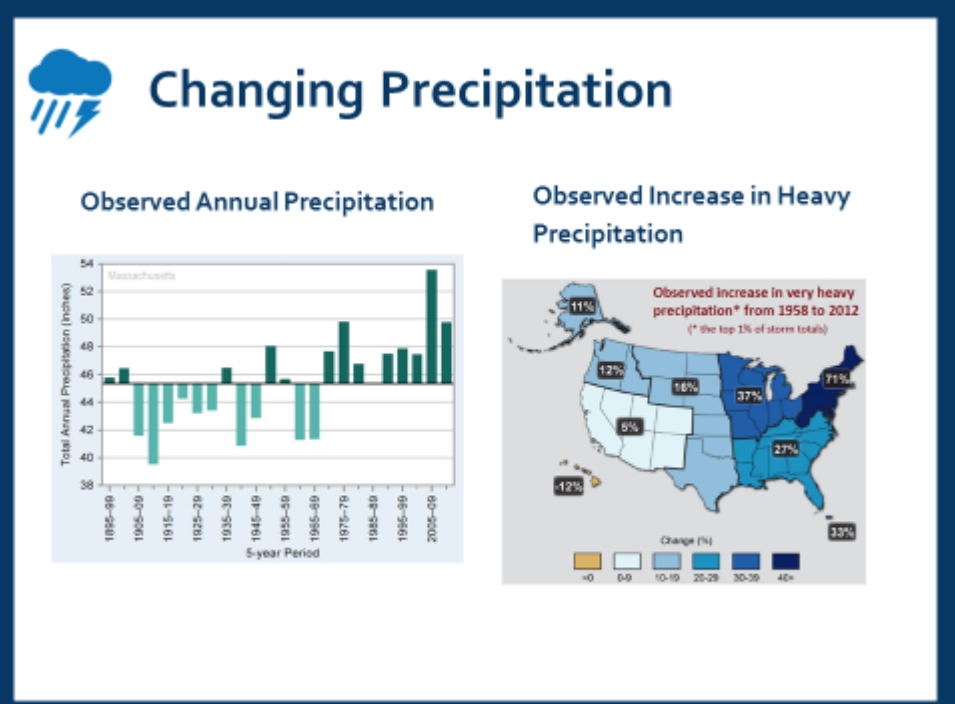 Changing Precipitation
Observed Annual Precipitation
54
52
50
48
46
44
42
40
38
Massachusetts
Total Annual Precipitation (inches)
1895–99
1905–09
1915–19
1925–29
1935–39
1945–49
1955–59
1965–69
1975–79
1985–89
1995–99
2005–09
5-year Period
Observed Increase in Heavy
Precipitation
Observed increase in very heavy
precipitation* from 1958 to 2012
(* the top 1% of storm totals)
11%
12%
16%
37%
71%
5%
27%
-12%
33%
Change (%)
<0 0-9 10-19 20-29 30-39 40+